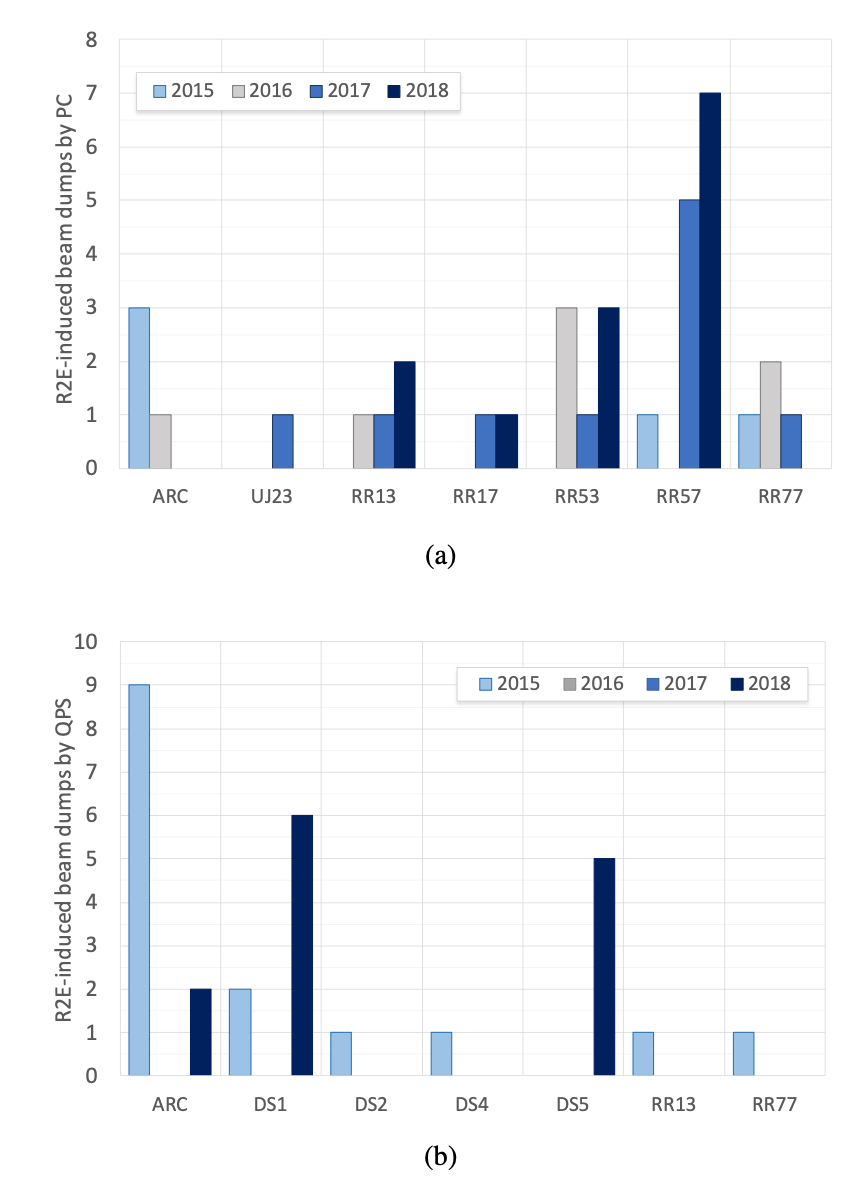 R2E-induced beam dumps by PC
8
7
6
5
4
3
2
1
0
2015 2016 2017 2018
ARC UJ23 RR13 RR17 RR53 RR57 RR77
(a)
R2E-induced beam dumps by QPS
10
9
8
7
6
5
4
3
2
1
0
2015 2016 2017 2018
ARC DS1 DS2 DS4 DS5 RR13 RR77
(b)